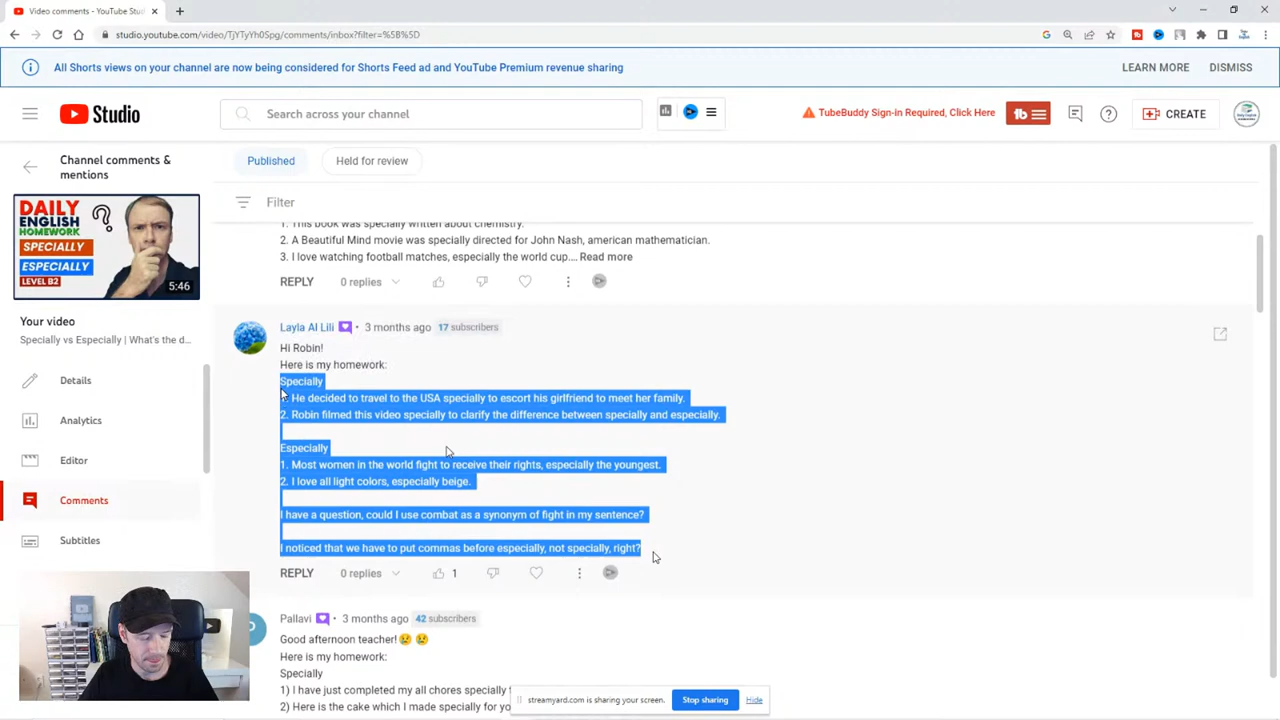 Video comments - YouTube Stud
studio.youtube.com/video/TjYTyYh0Spg/comments/inbox?filter=%5B%5D
All Shorts views on your channel are now being considered for Shorts Feed ad and YouTube Premium revenue sharing
LEARN MORE
DISMISS
Studio
Search across your channel
TubeBuddy Sign-in Required, Click Here
tb
CREATE
Channel comments &
mentions
Published
Held for review
Filter
DAILY
ENGLISH
HOMEWORK
SPECIALLY
ESPECIALLY
LEVEL B2
5:46
Your video
Specially vs Especially | What's the d...
Details
Analytics
Editor
Comments
Subtitles
1. This book was specially written about chemistry.
2. A Beautiful Mind movie was specially directed for John Nash, american mathematician.
3. I love watching football matches, especially the world cup.... Read more
REPLY 0 replies
Layla Al Lili • 3 months ago 17 subscribers
Hi Robin!
Here is my homework:
Specially
1. He decided to travel to the USA specially to escort his girlfriend to meet her family.
2. Robin filmed this video specially to clarify the difference between specially and especially.
Especially
1. Most women in the world fight to receive their rights, especially the youngest.
2. I love all light colors, especially beige.
I have a question, could I use combat as a synonym of fight in my sentence?
I noticed that we have to put commas before especially, not specially, right?
REPLY 0 replies 1
Pallavi • 3 months ago 42 subscribers
Good afternoon teacher!😢 😢
Here is my homework:
Specially
1) I have just completed my all chores specially
2) Here is the cake which I made specially for yo
streamyard.com is sharing your screen.
Stop sharing
Hide